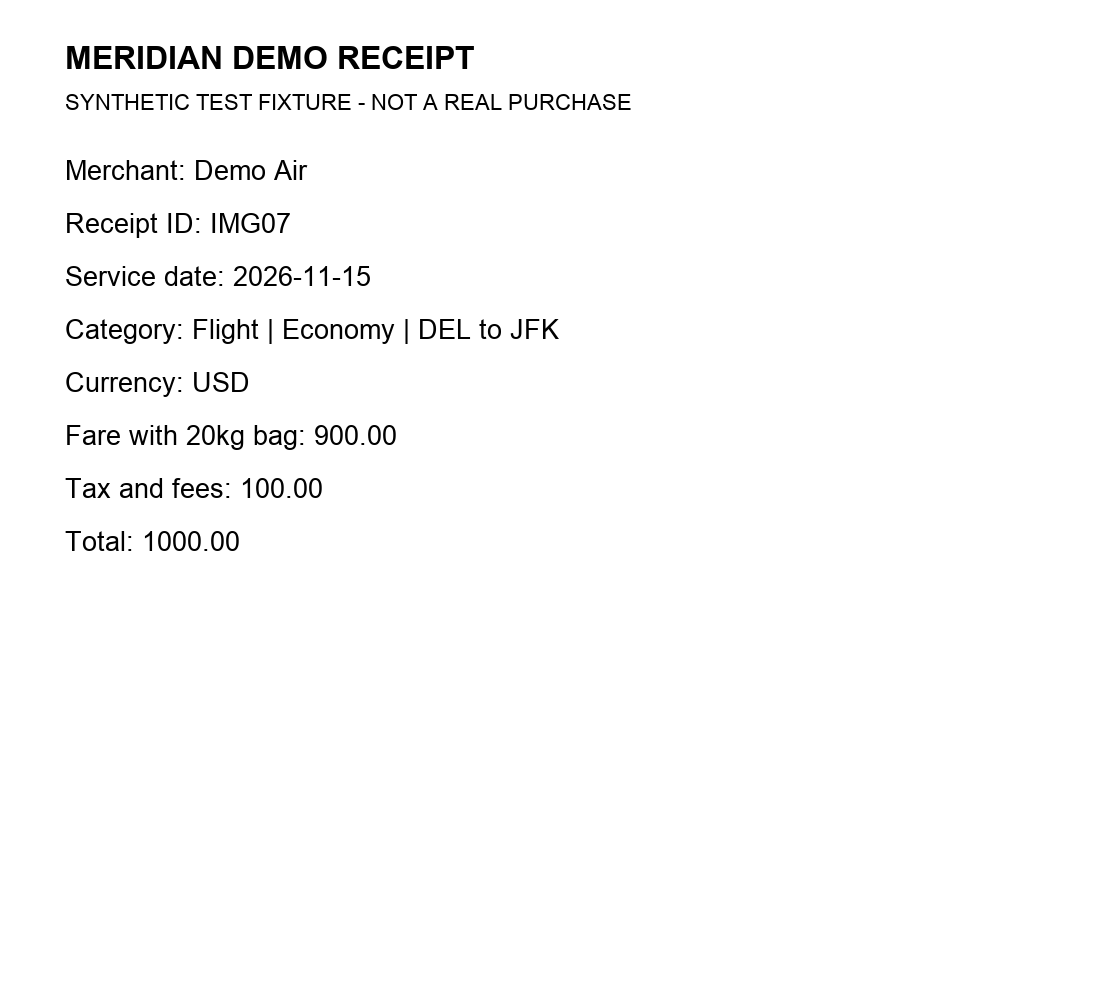 MERIDIAN DEMO RECEIPT
SYNTHETIC TEST FIXTURE - NOT A REAL PURCHASE
Merchant: Demo Air
Receipt ID: IMG07
Service date: 2026-11-15
Category: Flight | Economy | DEL to JFK
Currency: USD
Fare with 20kg bag: 900.00
Tax and fees: 100.00
Total: 1000.00